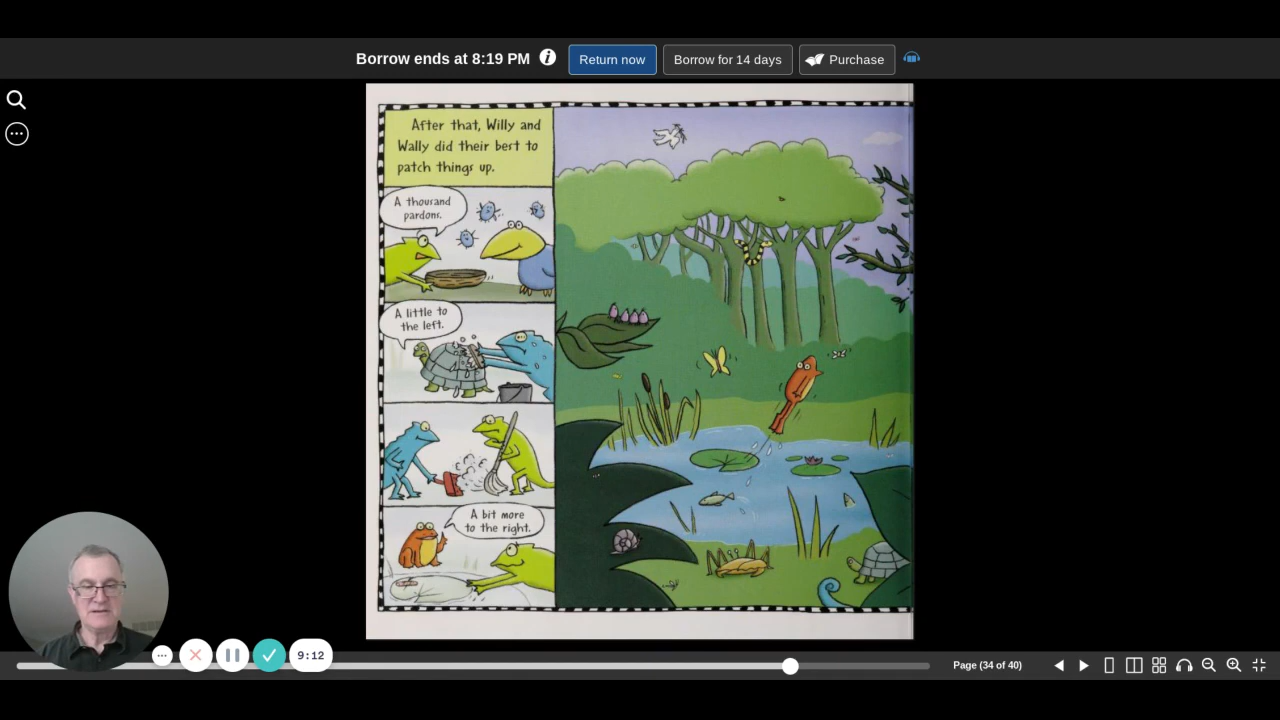 Borrow ends at 8:19 PM
Return now
Borrow for 14 days
Purchase
After that, Willy and
Wally did their best to
patch things up.
A thousand
pardons.
A little to
the left.
A bit more
to the right.
9:12
Page (34 of 40)